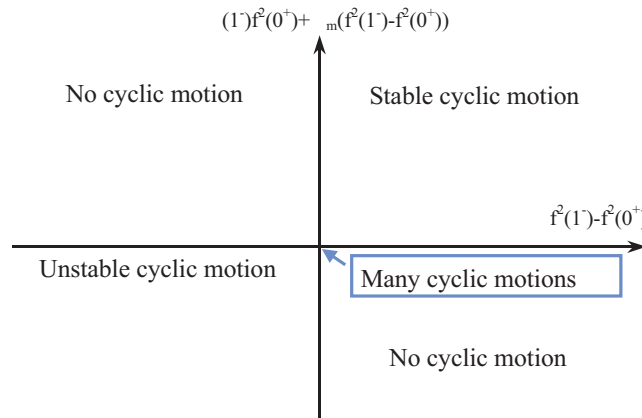 (1⁻)f²(0⁺)+ ₘ(f²(1⁻)-f²(0⁺))
No cyclic motion
Stable cyclic motion
f²(1⁻)-f²(0⁺
Unstable cyclic motion
Many cyclic motions
No cyclic motion